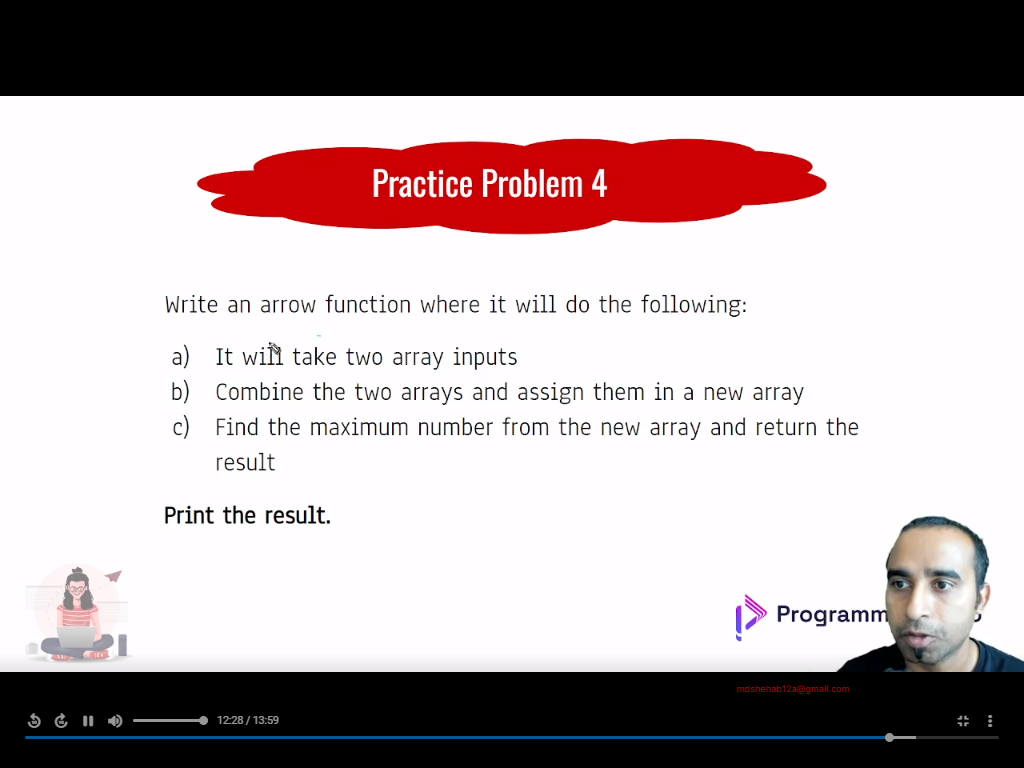 Practice Problem 4
Write an arrow function where it will do the following:
a) It will take two array inputs
b) Combine the two arrays and assign them in a new array
c) Find the maximum number from the new array and return the
result
Print the result.
Programm
mdshehab12a@gmail.com
12:28 / 13:59